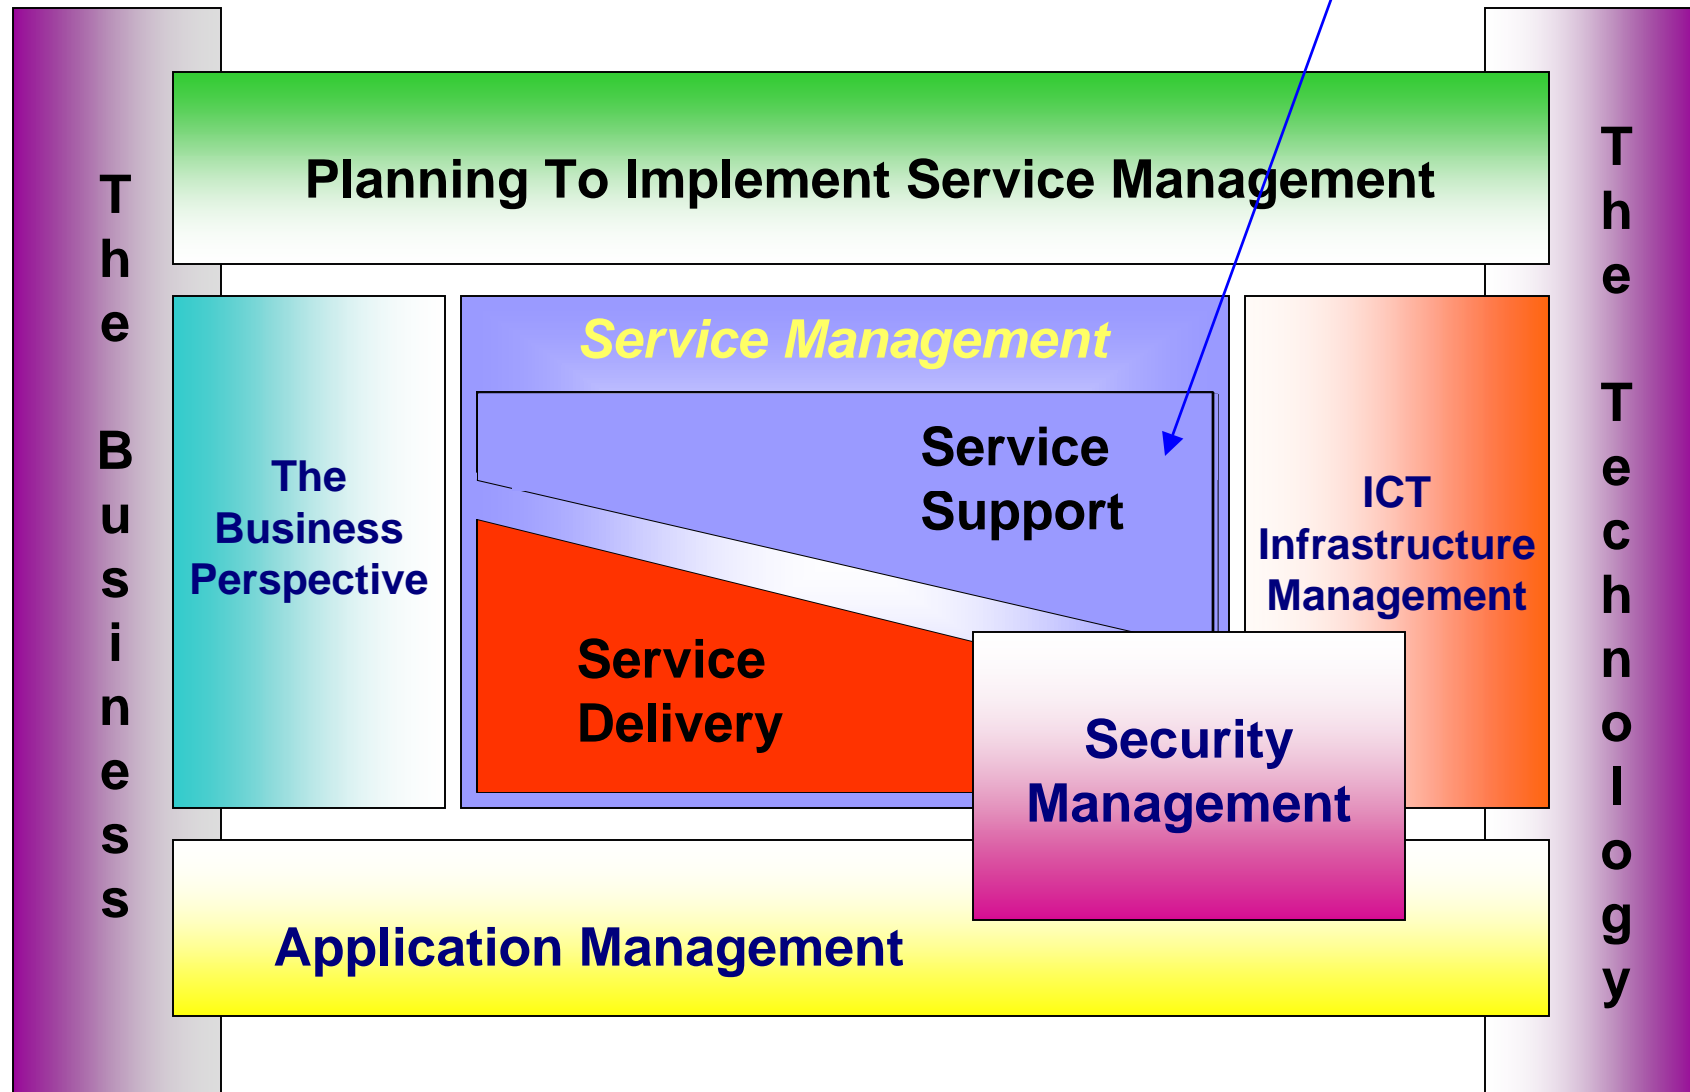 The Business
Planning To Implement Service Management
The Technology
The
Business
Perspective
Service Management
Service
Support
Service
Delivery
ICT
Infrastructure
Management
Security
Management
Application Management